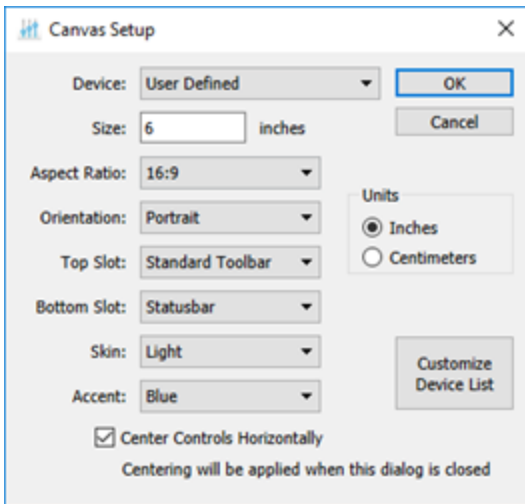 Canvas Setup
Device: User Defined OK
Size: 6 inches Cancel
Aspect Ratio: 16:9
Units
Orientation: Portrait Inches
Top Slot: Standard Toolbar Centimeters
Bottom Slot: Statusbar
Skin: Light
Customize
Device List
Accent: Blue
Center Controls Horizontally
Centering will be applied when this dialog is closed